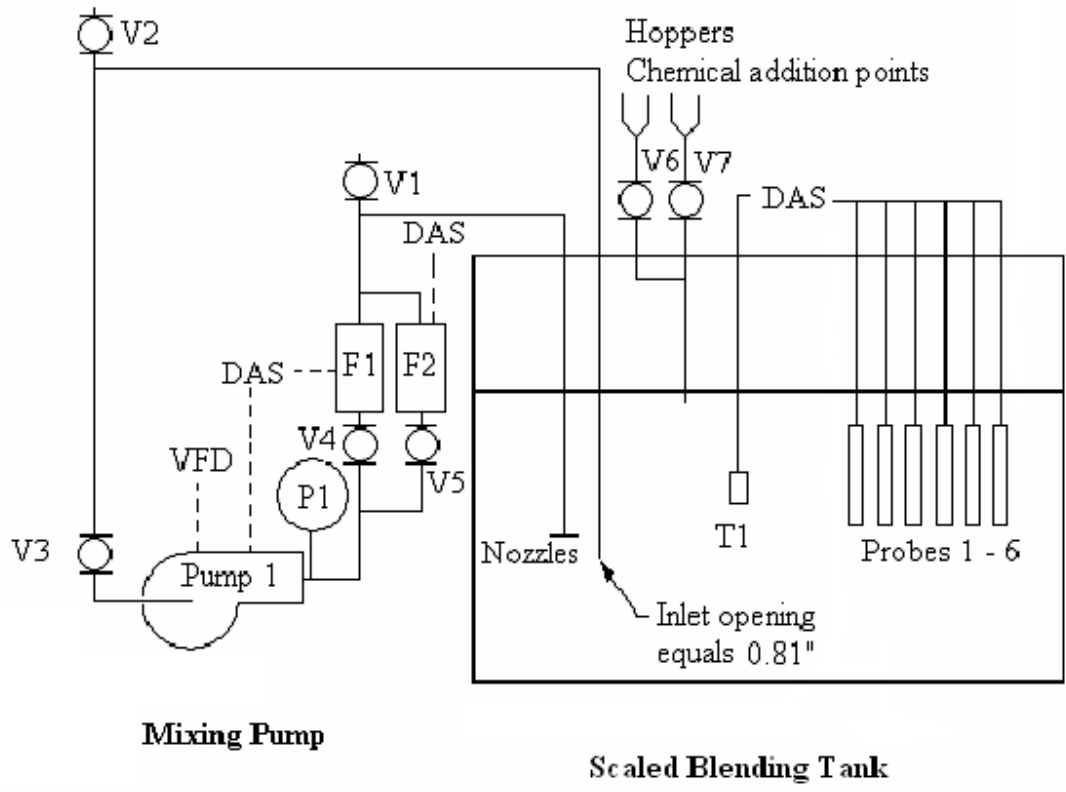 V2
Hoppers
Chemical addition points
V1
V6
V7
DAS
DAS
DAS
F1
F2
V4
V5
VFD
P1
V3
Pump 1
Nozzles
T1
Probes 1 - 6
Inlet opening
equals 0.81"
Mixing Pump
Scaled Blending Tank